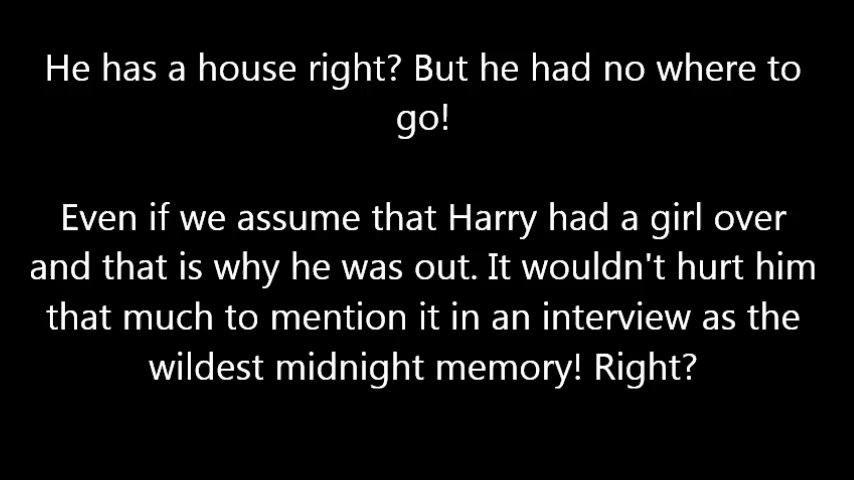 He has a house right? But he had no where to
go!
Even if we assume that Harry had a girl over
and that is why he was out. It wouldn't hurt him
that much to mention it in an interview as the
wildest midnight memory! Right?